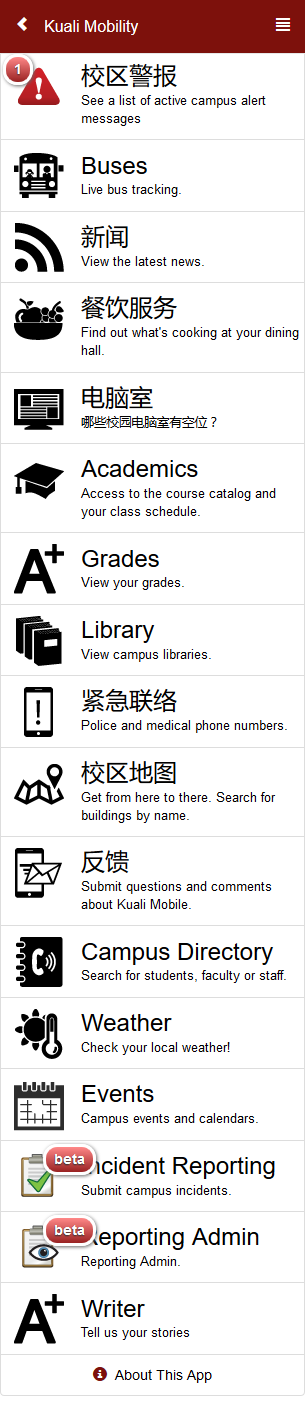 Kuali Mobility
1
校区警报
See a list of active campus alert
messages
Buses
Live bus tracking.
新闻
View the latest news.
餐饮服务
Find out what's cooking at your dining
hall.
电脑室
哪些校园电脑室有空位？
Academics
Access to the course catalog and
your class schedule.
A+
Grades
View your grades.
Library
View campus libraries.
紧急联络
Police and medical phone numbers.
校区地图
Get from here to there. Search for
buildings by name.
反馈
Submit questions and comments
about Kuali Mobile.
Campus Directory
Search for students, faculty or staff.
Weather
Check your local weather!
Events
Campus events and calendars.
beta
Incident Reporting
Submit campus incidents.
beta
Reporting Admin
Reporting Admin.
A+
Writer
Tell us your stories
About This App